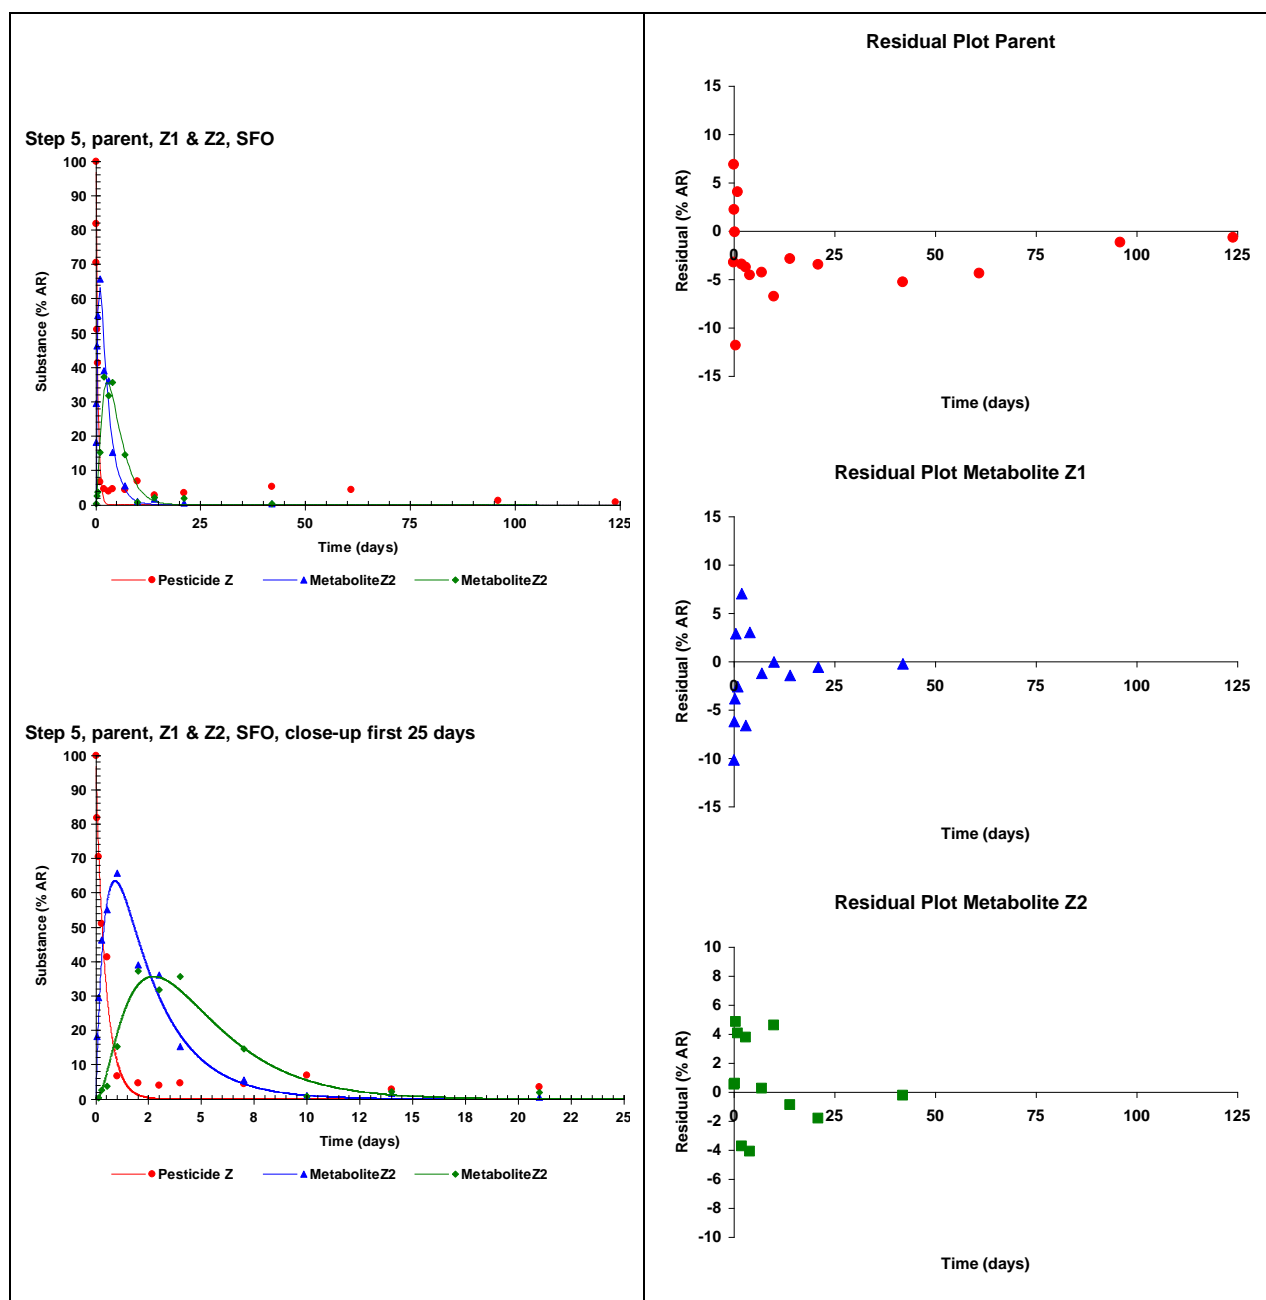 Step 5, parent, Z1 & Z2, SFO
Substance (% AR)
100
90
80
70
60
50
40
30
20
10
0
0 25 50 75 100 125
Time (days)
Pesticide Z MetaboliteZ2 MetaboliteZ2
Step 5, parent, Z1 & Z2, SFO, close-up first 25 days
Substance (% AR)
100
90
80
70
60
50
40
30
20
10
0
0 2 5 8 10 12 15 18 20 22 25
Time (days)
Pesticide Z MetaboliteZ2 MetaboliteZ2
Residual Plot Parent
Residual (% AR)
15
10
5
0
-5
-10
-15
0 25 50 75 100 125
Time (days)
Residual Plot Metabolite Z1
Residual (% AR)
15
10
5
0
-5
-10
-15
0 25 50 75 100 125
Time (days)
Residual Plot Metabolite Z2
Residual (% AR)
10
8
6
4
2
0
-2
-4
-6
-8
-10
0 25 50 75 100 125
Time (days)